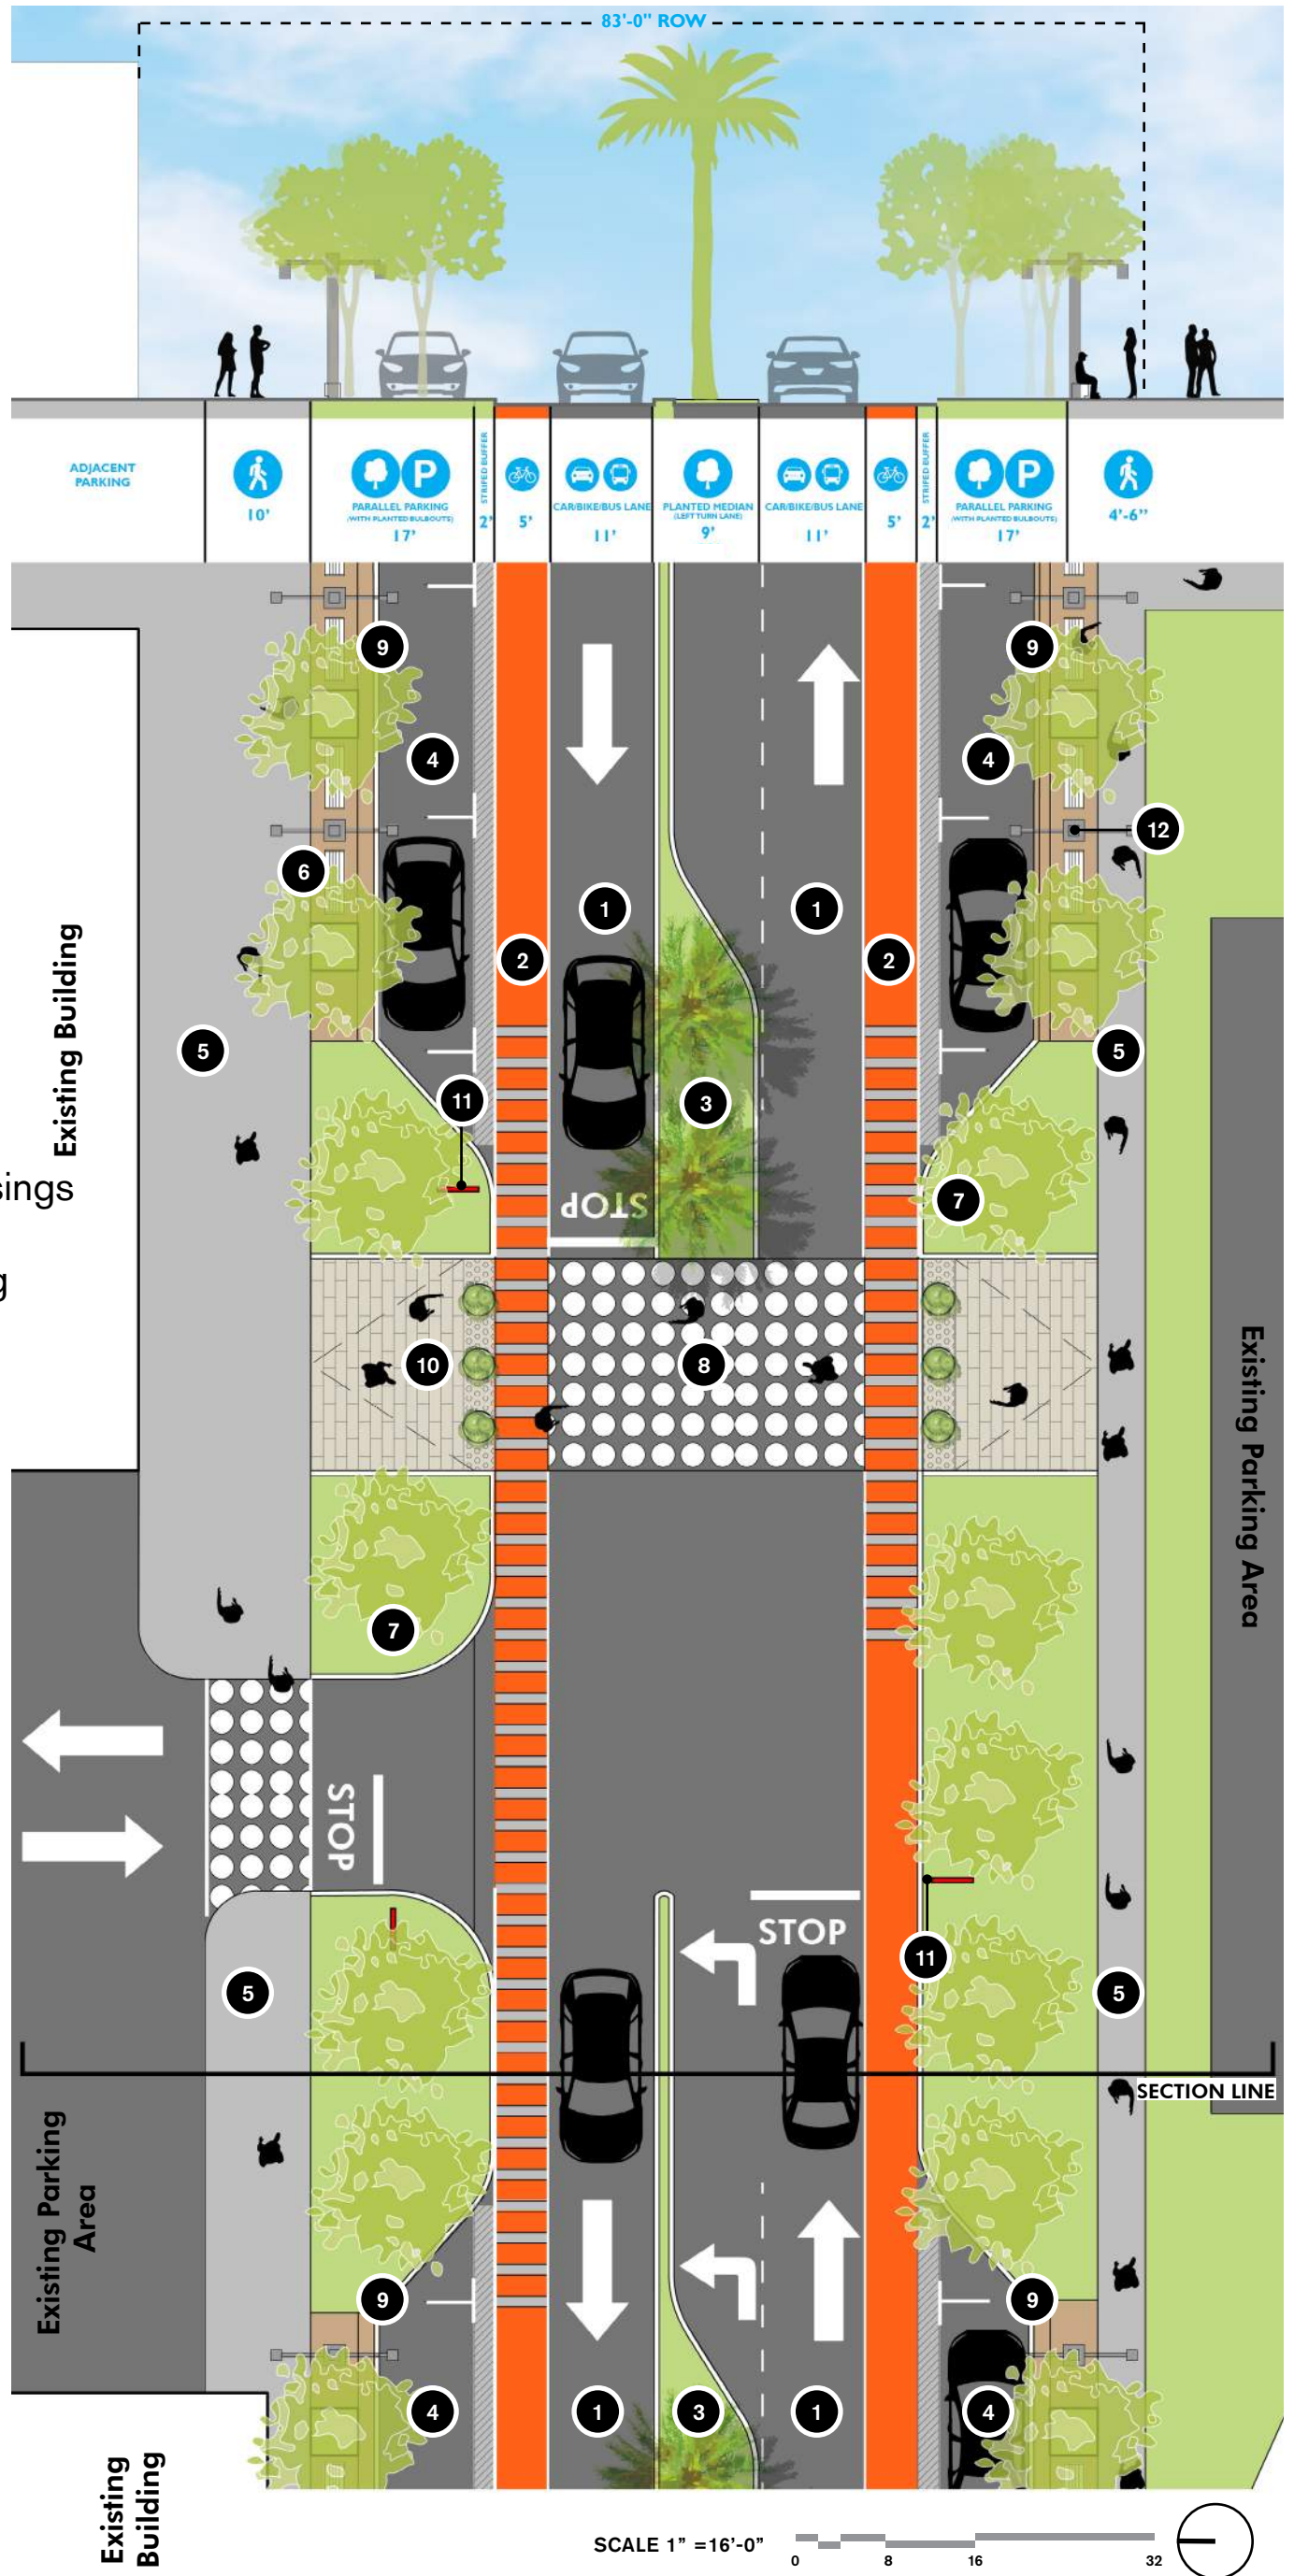 83'-0" ROW
ADJACENT
PARKING
10'
P
PARALLEL PARKING
(WITH PLANTED BULBOUTS)
17'
STRIPED BUFFER
2'
5'
CAR/BIKE/BUS LANE
11'
PLANTED MEDIAN
(LEFT TURN LANE)
9'
CAR/BIKE/BUS LANE
11'
5'
STRIPED BUFFER
2'
P
PARALLEL PARKING
(WITH PLANTED BULBOUTS)
17'
4'-6"
9
9
4
4
12
6
1
1
2
2
Existing Building
5
5
11
3
sings
7
STOP
g
10
8
Existing Parking Area
7
STOP
STOP
11
5
5
SECTION LINE
Existing Parking
Area
9
9
4
1
3
1
4
Existing
Building
SCALE 1" =16'-0"
0
8
16
32